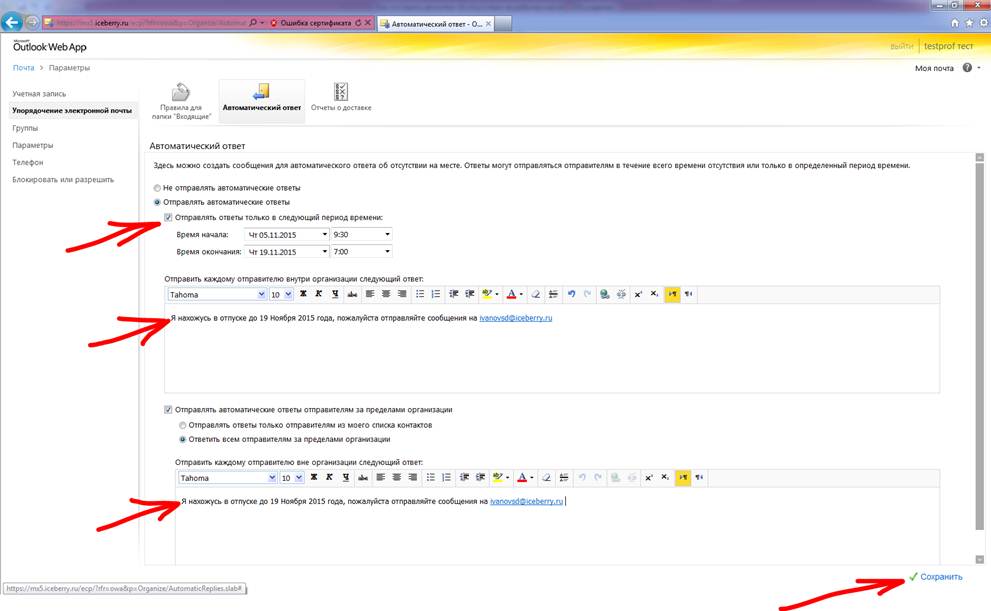 https://mx5.iceberry.ru/ecp/?rfr=owa&p=Organize/Automat
Ошибка сертификата
Автоматический ответ - O...
Microsoft
Outlook Web App
выйти
testprof тест
Почта > Параметры
Моя почта
Учетная запись
Упорядочение электронной почты
Группы
Параметры
Телефон
Блокировать или разрешить
Правила для
папки "Входящие"
Автоматический ответ
Отчеты о доставке
Автоматический ответ
Здесь можно создать сообщения для автоматического ответа об отсутствии на месте. Ответы могут отправляться отправителям в течение всего времени отсутствия или только в определенный период времени.
Не отправлять автоматические ответы
Отправлять автоматические ответы
Отправлять ответы только в следующий период времени:
Время начала: Чт 05.11.2015 9:30
Время окончания: Чт 19.11.2015 7:00
Отправить каждому отправителю внутри организации следующий ответ:
Tahoma 10 Ж К Ч abc ab A x² x₂
Я нахожусь в отпуске до 19 Ноября 2015 года, пожалуйста отправляйте сообщения на ivanovsd@iceberry.ru
Отправлять автоматические ответы отправителям за пределами организации
Отправлять ответы только отправителям из моего списка контактов
Ответить всем отправителям за пределами организации
Отправить каждому отправителю вне организации следующий ответ:
Tahoma 10 Ж К Ч abc ab A x² x₂
Я нахожусь в отпуске до 19 Ноября 2015 года, пожалуйста отправляйте сообщения на ivanovsd@iceberry.ru
https://mx5.iceberry.ru/ecp/?rfr=owa&p=Organize/AutomaticReplies.slab#
Сохранить